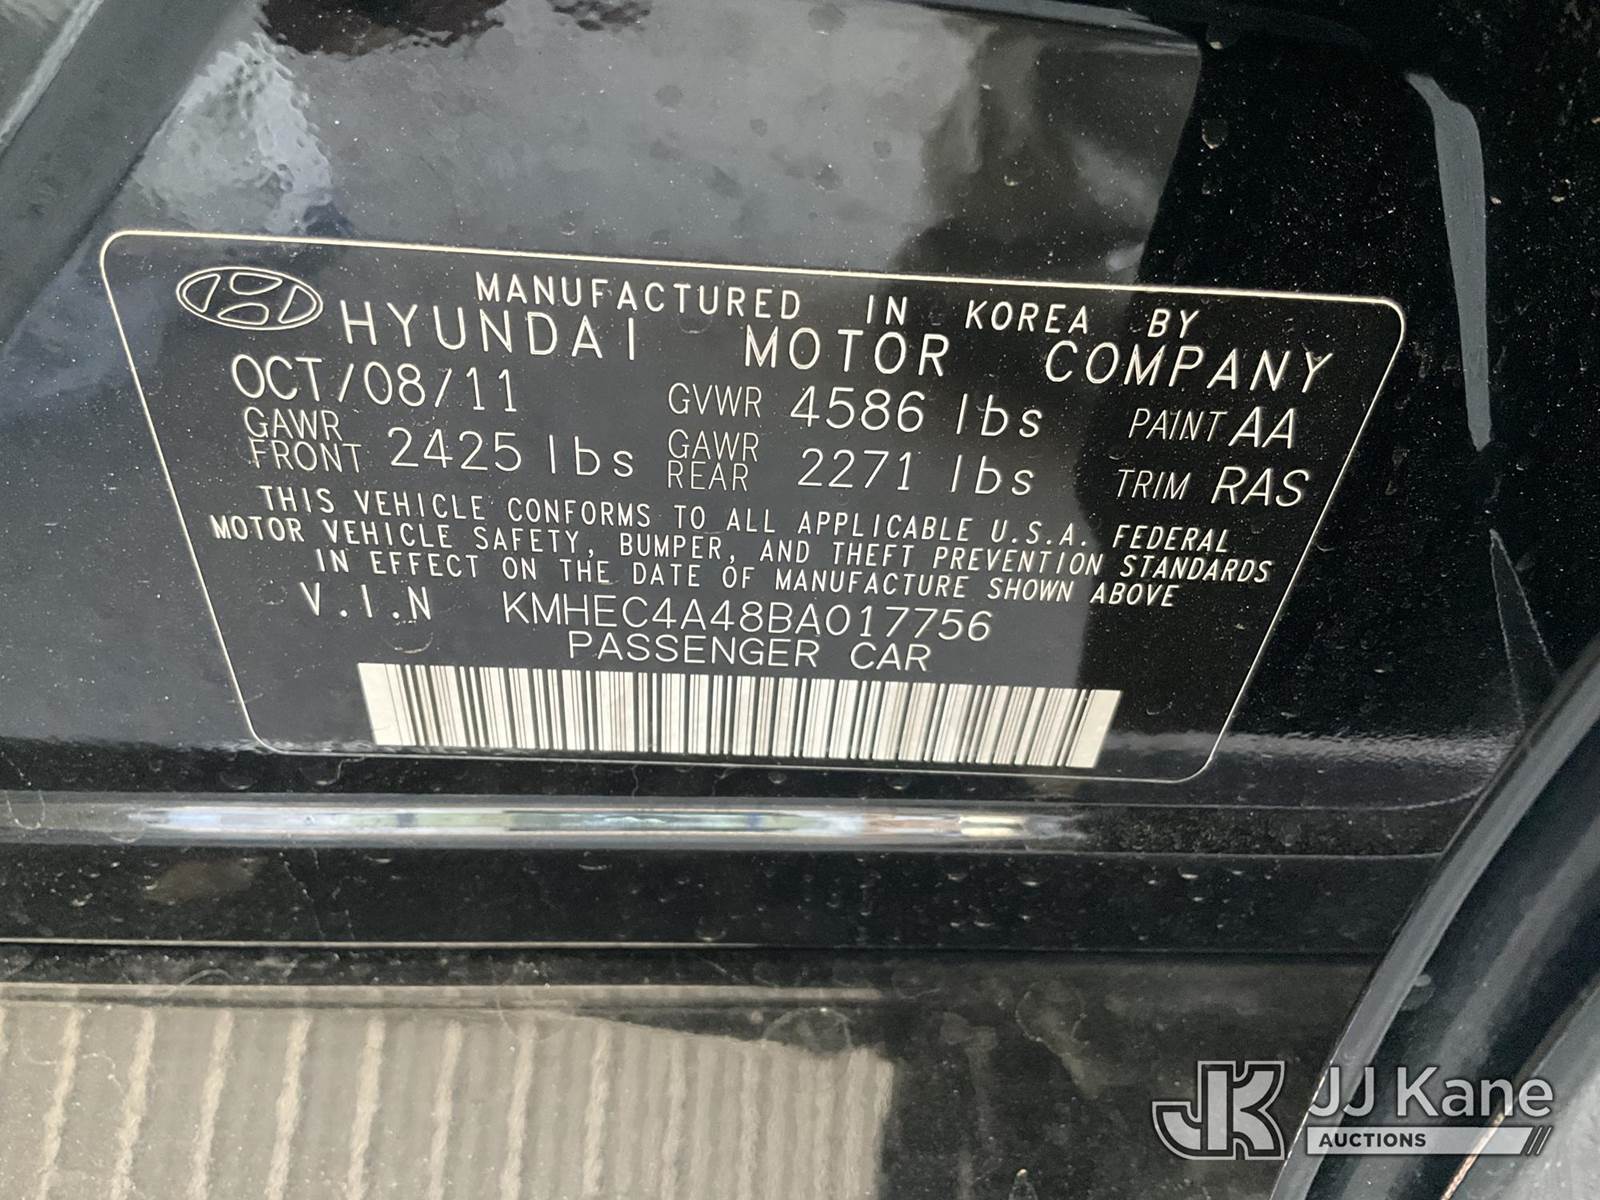 MANUFACTURED IN KOREA BY
HYUNDAI MOTOR COMPANY
OCT/08/11 GVWR 4586 lbs PAINT AA
GAWR FRONT 2425 lbs GAWR REAR 2271 lbs TRIM RAS
THIS VEHICLE CONFORMS TO ALL APPLICABLE U.S.A. FEDERAL
MOTOR VEHICLE SAFETY, BUMPER, AND THEFT PREVENTION STANDARDS
IN EFFECT ON THE DATE OF MANUFACTURE SHOWN ABOVE
V.I.N KMHEC4A48BA017756
PASSENGER CAR
JK JJ Kane
AUCTIONS